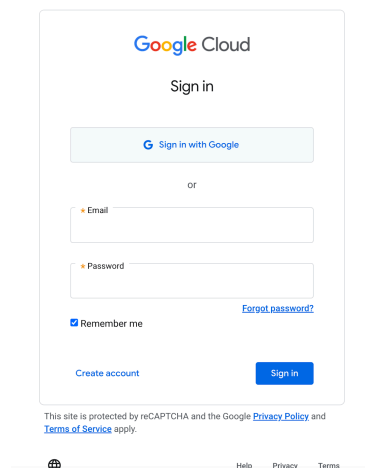 Google Cloud
Sign in
G Sign in with Google
or
* Email
* Password
Forgot password?
Remember me
Create account
Sign in
This site is protected by reCAPTCHA and the Google Privacy Policy and
Terms of Service apply.
Help Privacy Terms